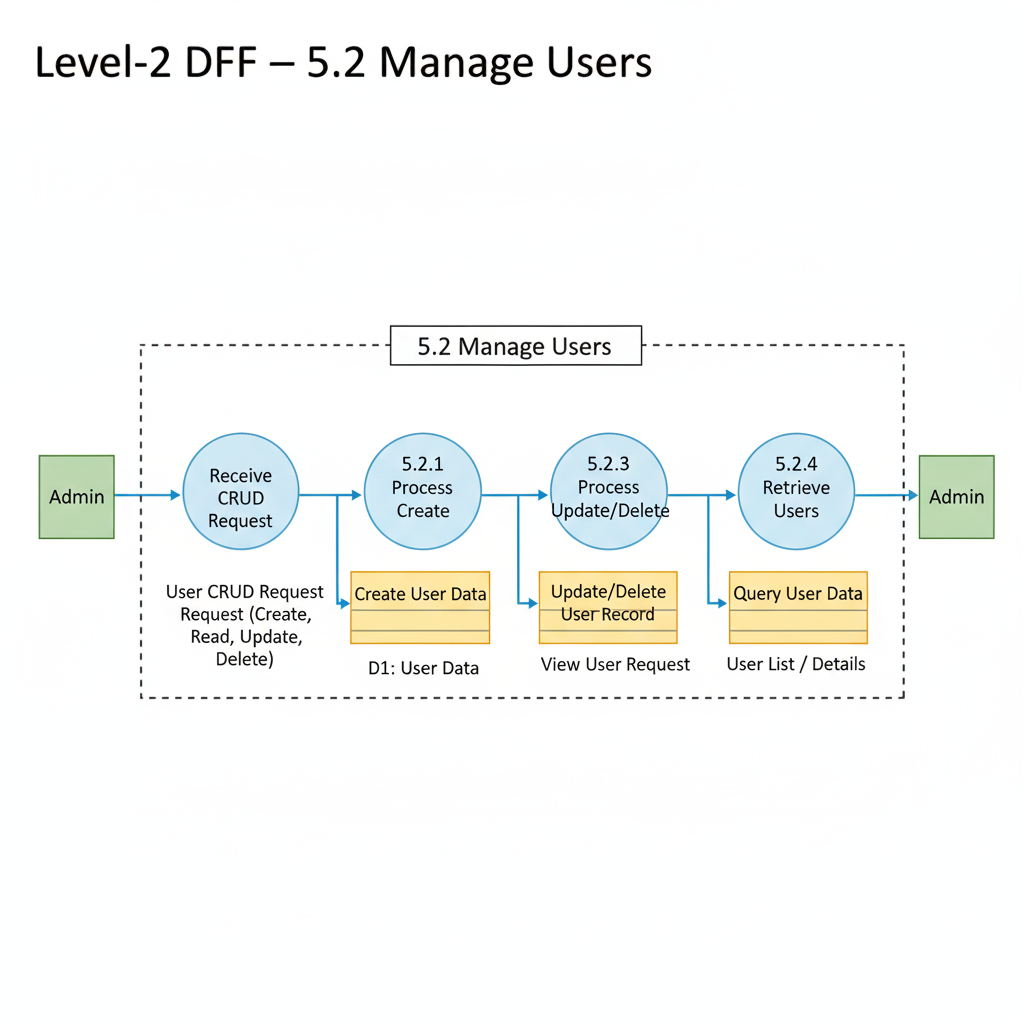 Level-2 DFF – 5.2 Manage Users
5.2 Manage Users
Admin
Receive
CRUD
Request
5.2.1
Process
Create
5.2.3
Process
Update/Delete
5.2.4
Retrieve
Users
Admin
User CRUD Request
Request (Create,
Read, Update,
Delete)
Create User Data
D1: User Data
Update/Delete
User Record
View User Request
Query User Data
User List / Details